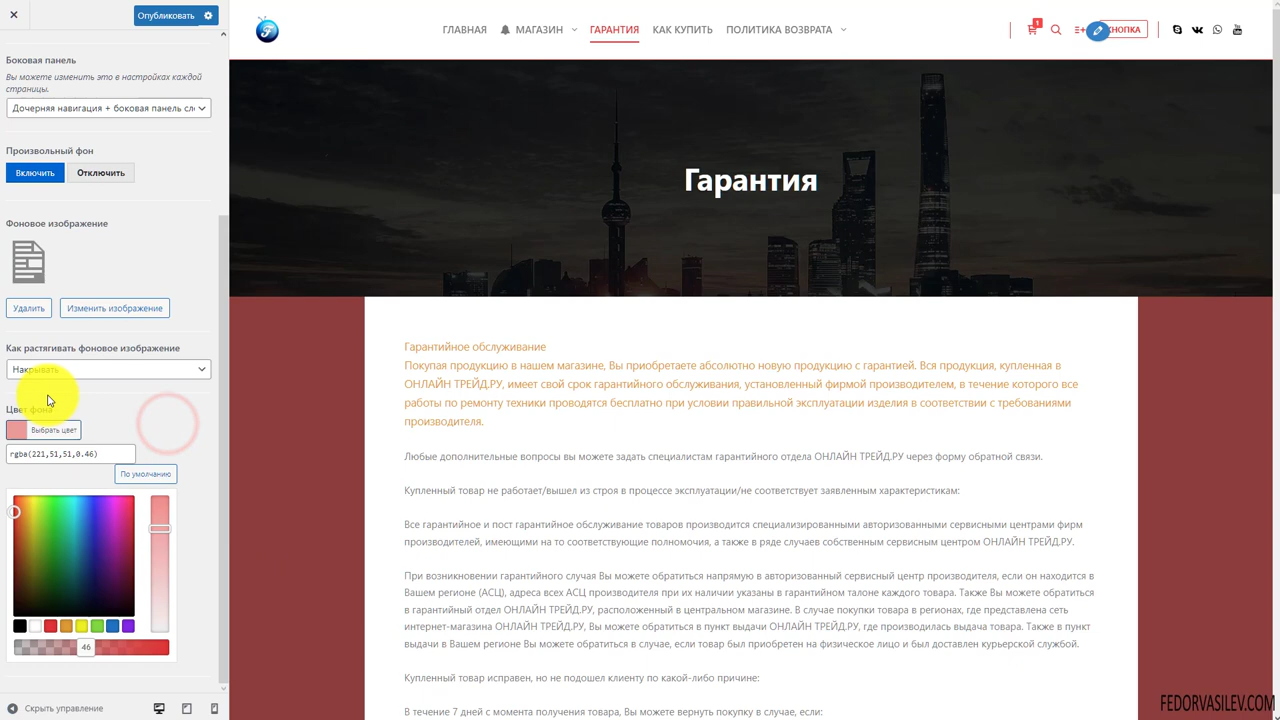 Опубликовать
ГЛАВНАЯ
МАГАЗИН
ГАРАНТИЯ
КАК КУПИТЬ
ПОЛИТИКА ВОЗВРАТА
1
КНОПКА
Боковая панель
Вы можете изменить это в настройках каждой
страницы.
Дочерняя навигация + боковая панель сл
Произвольный фон
Включить
Отключить
Фоновое изображение
Удалить
Изменить изображение
Как растягивать фоновое изображение
Накрывать
Цвет фона
Выбрать цвет
rgba(221,51,51,0.46)
По умолчанию
46
Скрыть управление
Гарантия
Гарантийное обслуживание
Покупая продукцию в нашем магазине, Вы приобретаете абсолютно новую продукцию с гарантией. Вся продукция, купленная в
ОНЛАЙН ТРЕЙД.РУ, имеет свой срок гарантийного обслуживания, установленный фирмой производителем, в течение которого все
работы по ремонту техники проводятся бесплатно при условии правильной эксплуатации изделия в соответствии с требованиями
производителя.
Любые дополнительные вопросы вы можете задать специалистам гарантийного отдела ОНЛАЙН ТРЕЙД.РУ через форму обратной связи.
Купленный товар не работает/вышел из строя в процессе эксплуатации/не соответствует заявленным характеристикам:
Все гарантийное и пост гарантийное обслуживание товаров производится специализированными авторизованными сервисными центрами фирм
производителей, имеющими на то соответствующие полномочия, а также в ряде случаев собственным сервисным центром ОНЛАЙН ТРЕЙД.РУ.
При возникновении гарантийного случая Вы можете обратиться напрямую в авторизованный сервисный центр производителя, если он находится в
Вашем регионе (АСЦ), адреса всех АСЦ производителя при их наличии указаны в гарантийном талоне каждого товара. Также Вы можете обратиться
в гарантийный отдел ОНЛАЙН ТРЕЙД.РУ, расположенный в центральном магазине. В случае покупки товара в регионах, где представлена сеть
интернет-магазина ОНЛАЙН ТРЕЙД.РУ, Вы можете обратиться в пункт выдачи ОНЛАЙН ТРЕЙД.РУ, где производилась выдача товара. Также в пункт
выдачи в Вашем регионе Вы можете обратиться в случае, если товар был приобретен на физическое лицо и был доставлен курьерской службой.
Купленный товар исправен, но не подошел клиенту по какой-либо причине:
В течение 7 дней с момента получения товара, Вы можете вернуть покупку в случае, если:
FEDORVASILEV.COM